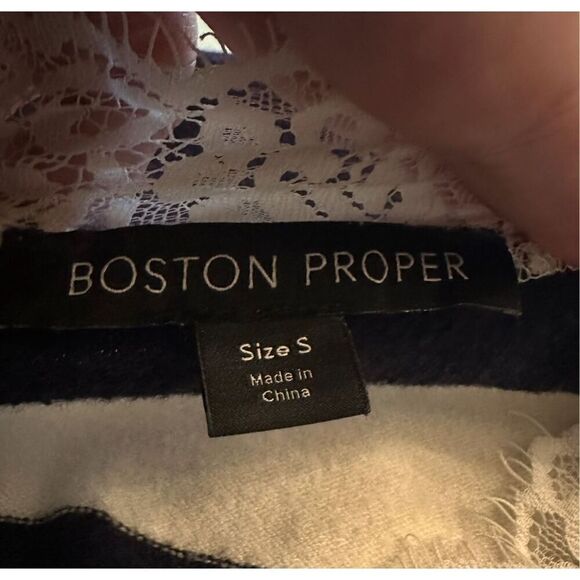 BOSTON PROPER
Size S
Made in
China